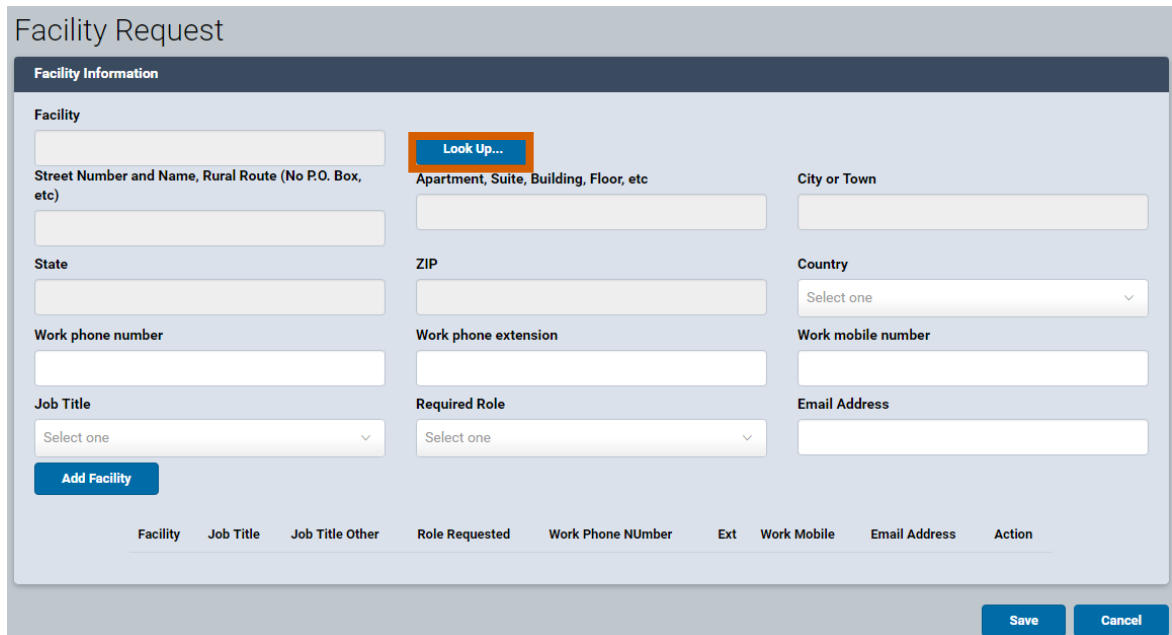 Facility Request
Facility Information
Facility
Look Up...
Street Number and Name, Rural Route (No P.O. Box,
etc)
Apartment, Suite, Building, Floor, etc
City or Town
State
ZIP
Country
Select one
Work phone number
Work phone extension
Work mobile number
Job Title
Required Role
Email Address
Select one
Select one
Add Facility
Facility Job Title Job Title Other Role Requested Work Phone NUmber Ext Work Mobile Email Address Action
Save
Cancel